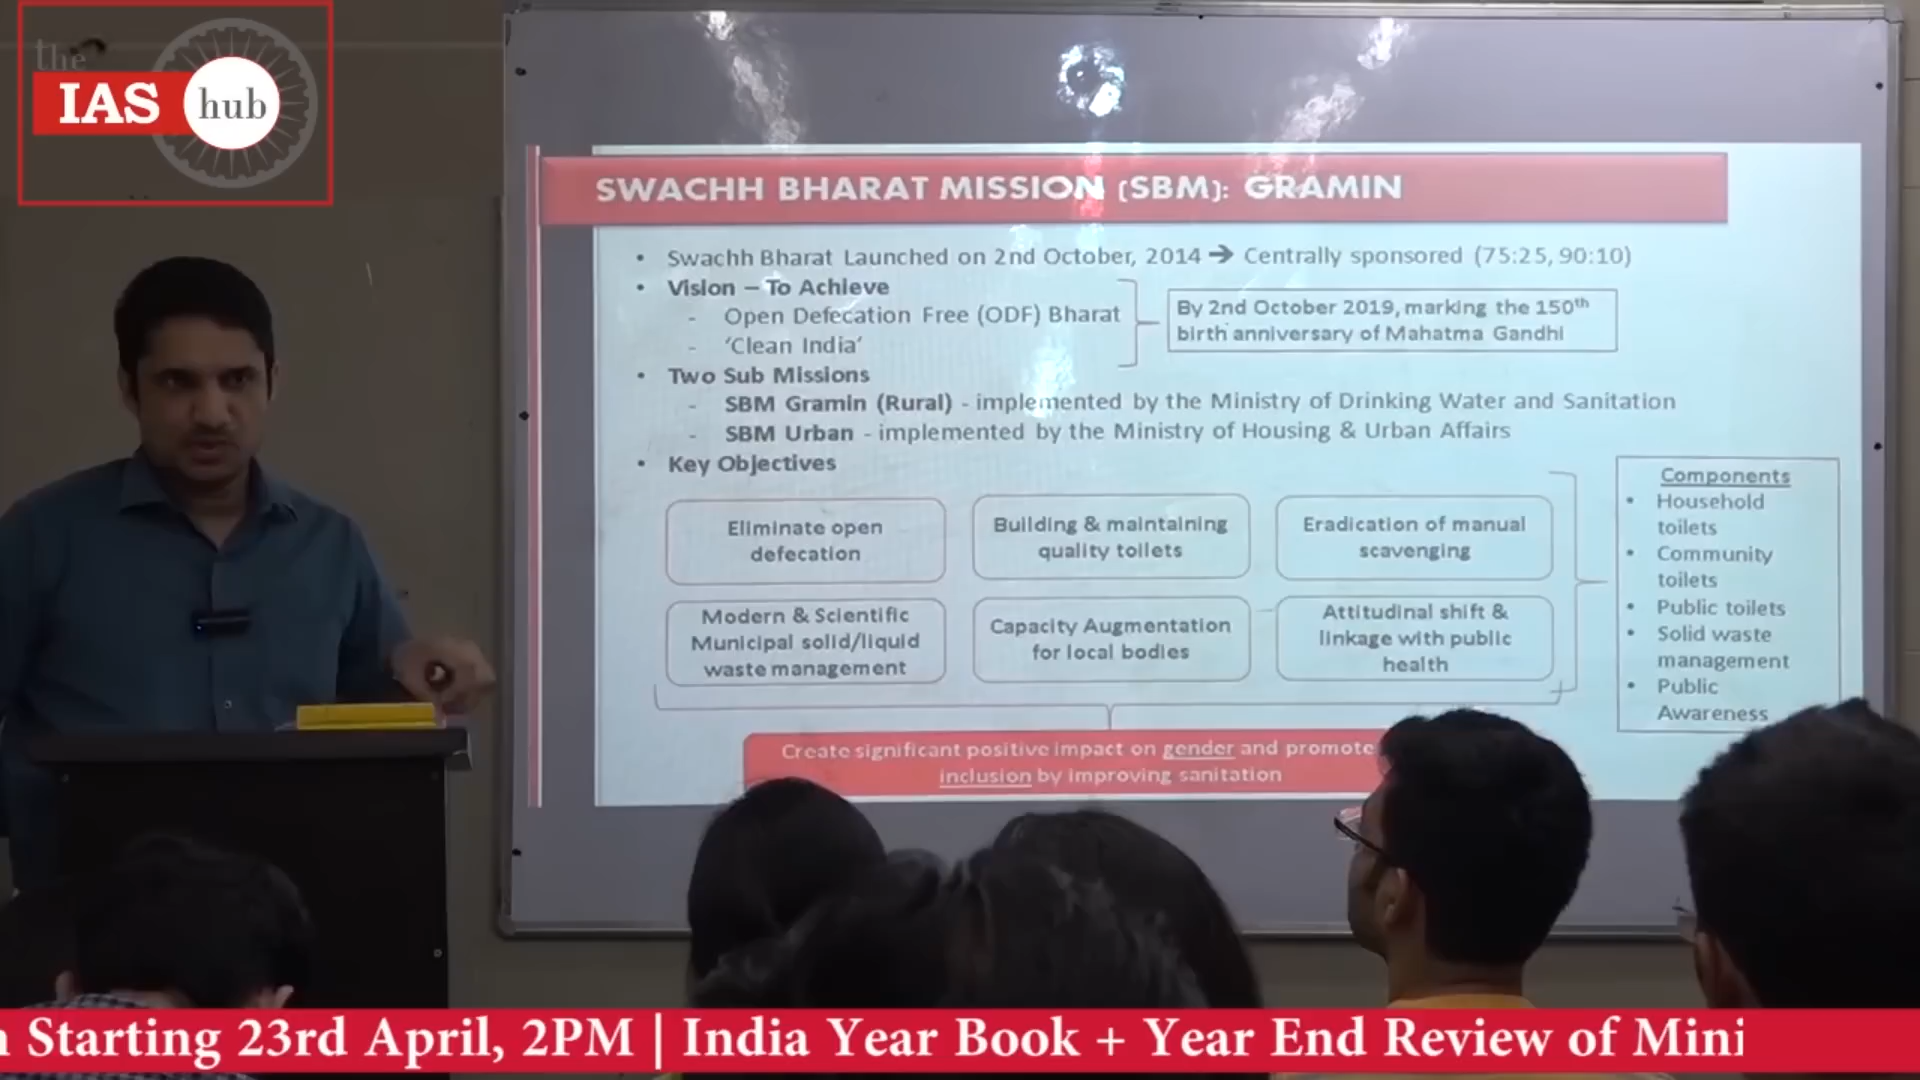 the
IAS hub
SWACHH BHARAT MISSION (SBM): GRAMIN
• Swachh Bharat Launched on 2nd October, 2014 → Centrally sponsored (75:25, 90:10)
• Vision – To Achieve
- Open Defecation Free (ODF) Bharat
- ‘Clean India’
By 2nd October 2019, marking the 150th
birth anniversary of Mahatma Gandhi
• Two Sub Missions
- SBM Gramin (Rural) - implemented by the Ministry of Drinking Water and Sanitation
- SBM Urban - implemented by the Ministry of Housing & Urban Affairs
• Key Objectives
Eliminate open
defecation
Building & maintaining
quality toilets
Eradication of manual
scavenging
Modern & Scientific
Municipal solid/liquid
waste management
Capacity Augmentation
for local bodies
Attitudinal shift &
linkage with public
health
Components
• Household
toilets
• Community
toilets
• Public toilets
• Solid waste
management
• Public
Awareness
Create significant positive impact on gender and promote
inclusion by improving sanitation
Starting 23rd April, 2PM | India Year Book + Year End Review of Mini